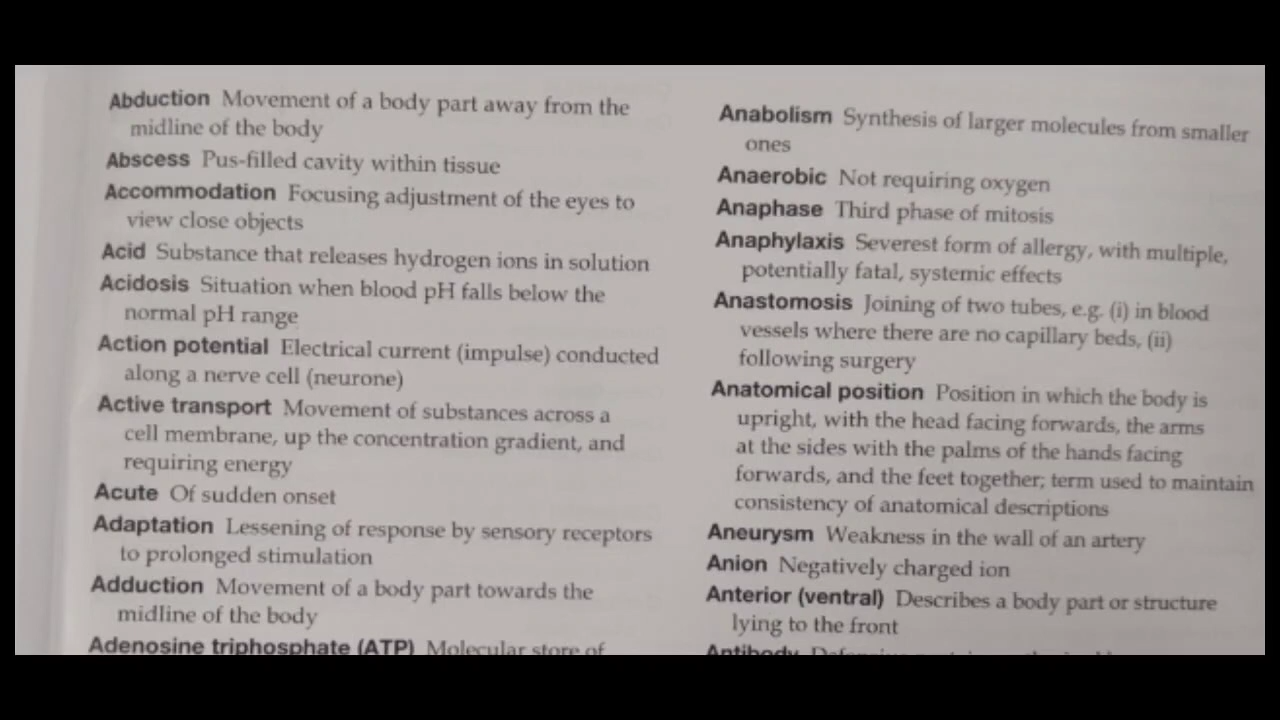 Abduction Movement of a body part away from the
midline of the body
Abscess Pus-filled cavity within tissue
Accommodation Focusing adjustment of the eyes to
view close objects
Acid Substance that releases hydrogen ions in solution
Acidosis Situation when blood pH falls below the
normal pH range
Action potential Electrical current (impulse) conducted
along a nerve cell (neurone)
Active transport Movement of substances across a
cell membrane, up the concentration gradient, and
requiring energy
Acute Of sudden onset
Adaptation Lessening of response by sensory receptors
to prolonged stimulation
Adduction Movement of a body part towards the
midline of the body
Adenosine triphosphate (ATP) Molecular store of
Anabolism Synthesis of larger molecules from smaller
ones
Anaerobic Not requiring oxygen
Anaphase Third phase of mitosis
Anaphylaxis Severest form of allergy, with multiple,
potentially fatal, systemic effects
Anastomosis Joining of two tubes, e.g. (i) in blood
vessels where there are no capillary beds, (ii)
following surgery
Anatomical position Position in which the body is
upright, with the head facing forwards, the arms
at the sides with the palms of the hands facing
forwards, and the feet together; term used to maintain
consistency of anatomical descriptions
Aneurysm Weakness in the wall of an artery
Anion Negatively charged ion
Anterior (ventral) Describes a body part or structure
lying to the front
Antibody